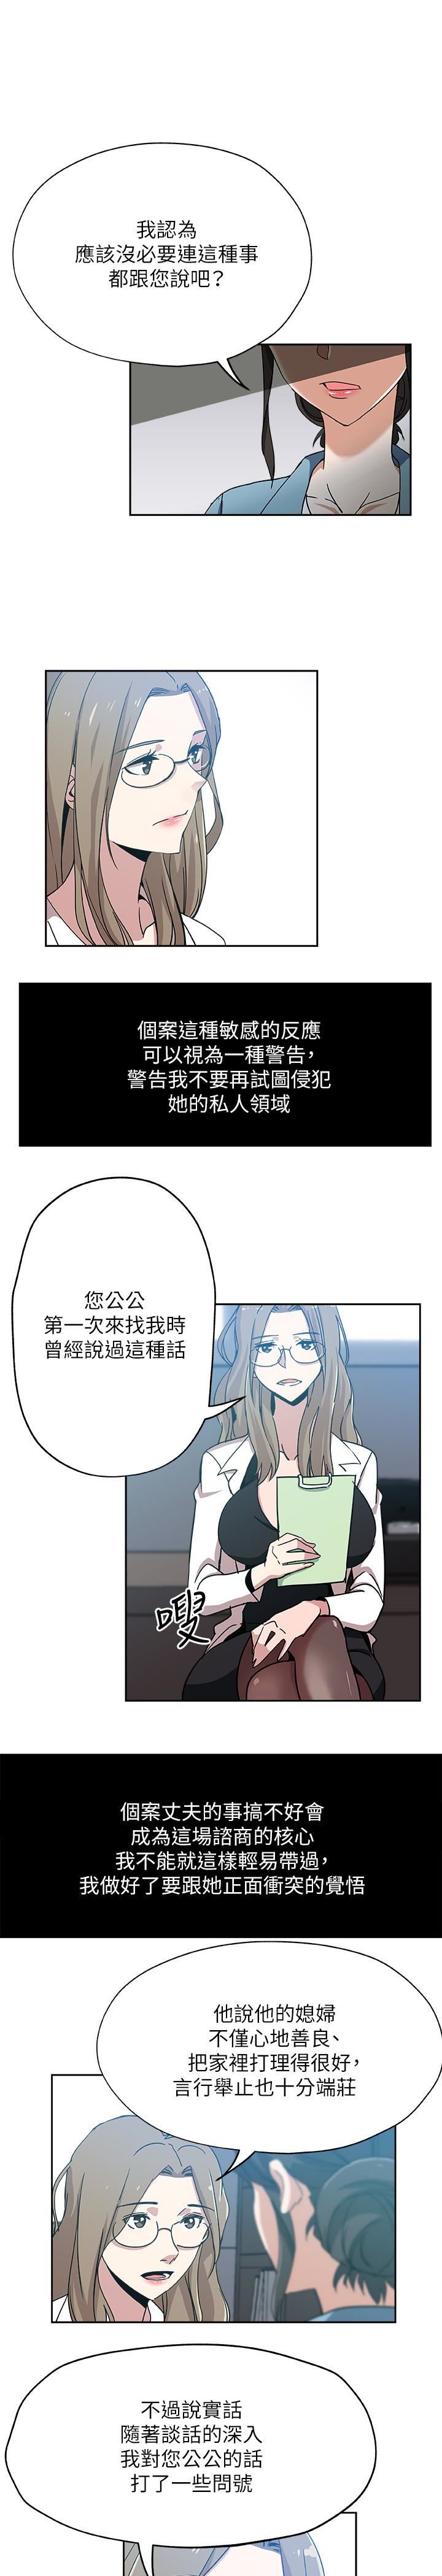 我認為
應該沒必要連這種事
都跟您說吧？
個案這種敏感的反應
可以視為一種警告，
警告我不要再試圖侵犯
她的私人領域
您公公
第一次來找我時
曾經說過這種話
嗖
個案丈夫的事搞不好會
成為這場諮商的核心
我不能就這樣輕易帶過，
我做好了要跟她正面衝突的覺悟
他說他的媳婦
不僅心地善良、
把家裡打理得很好，
言行舉止也十分端莊
不過說實話
隨著談話的深入
我對您公公的話
打了一些問號